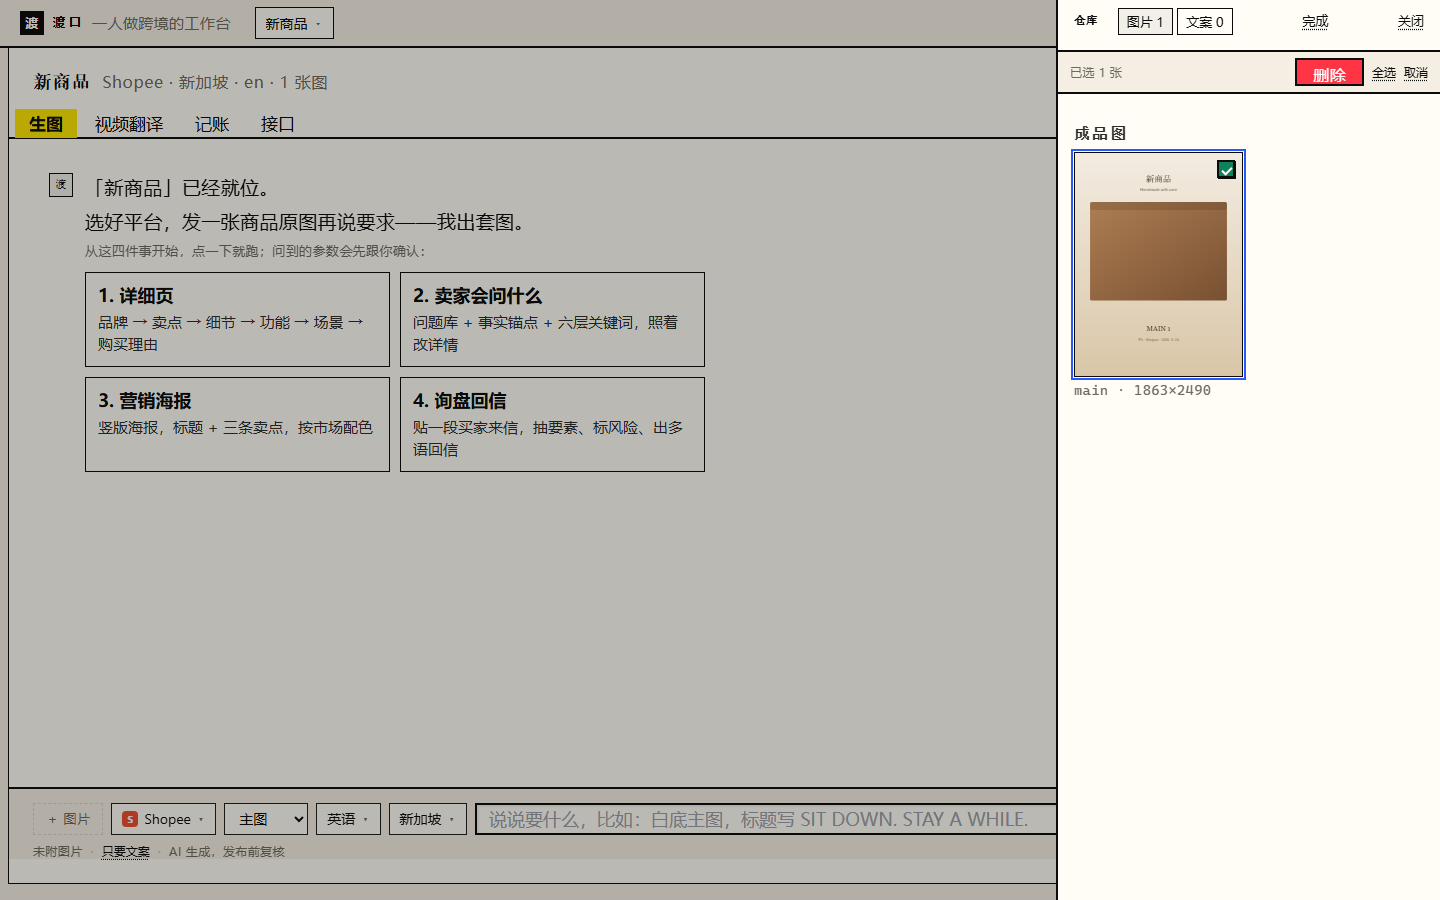 渡 渡口 一人做跨境的工作台 新商品
新商品 Shopee · 新加坡 · en · 1 张图
生图 视频翻译 记账 接口
渡 「新商品」已经就位。
选好平台，发一张商品原图再说要求——我出套图。
从这四件事开始，点一下就跑；问到的参数会先跟你确认：
1. 详细页
品牌 → 卖点 → 细节 → 功能 → 场景 →
购买理由
2. 卖家会问什么
问题库 + 事实锚点 + 六层关键词，照着
改详情
3. 营销海报
竖版海报，标题 + 三条卖点，按市场配色
4. 询盘回信
贴一段买家来信，抽要素、标风险、出多
语回信
+ 图片 S Shopee 主图 英语 新加坡 说说要什么，比如：白底主图，标题写 SIT DOWN. STAY A WHILE.
未附图片 · 只要文案 · AI 生成，发布前复核
仓库 图片 1 文案 0 完成 关闭
已选 1 张 删除 全选 取消
成品图
新商品
MAIN 1
main · 1863×2490